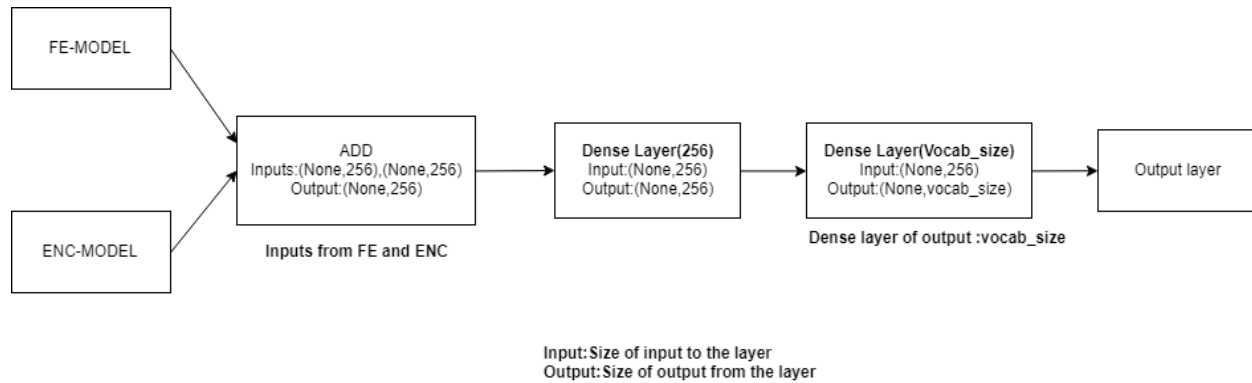 FE-MODEL
ENC-MODEL
ADD
Inputs:(None,256),(None,256)
Output:(None,256)
Inputs from FE and ENC
Dense Layer(256)
Input:(None,256)
Output:(None,256)
Dense Layer(Vocab_size)
Input:(None,256)
Output:(None,vocab_size)
Dense layer of output :vocab_size
Output layer
Input:Size of input to the layer
Output:Size of output from the layer